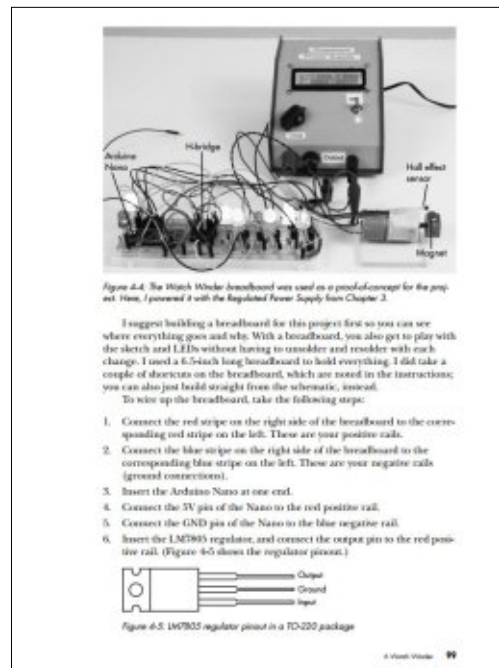 Arduino
Nano
H-bridge
Output
Hall effect
sensor
Magnet
Figure 4-4: The Watch Winder breadboard was used as a proof-of-concept for the proj-
ect. Here, I powered it with the Regulated Power Supply from Chapter 3.
I suggest building a breadboard for this project first so you can see
where everything goes and why. With a breadboard, you also get to play with
the sketch and LEDs without having to unsolder and resolder with each
change. I used a 6.5-inch long breadboard to hold everything. I did take a
couple of shortcuts on the breadboard, which are noted in the instructions;
you can also just build straight from the schematic, instead.
To wire up the breadboard, take the following steps:
1. Connect the red stripe on the right side of the breadboard to the corre-
sponding red stripe on the left. These are your positive rails.
2. Connect the blue stripe on the right side of the breadboard to the
corresponding blue stripe on the left. These are your negative rails
(ground connections).
3. Insert the Arduino Nano at one end.
4. Connect the 5V pin of the Nano to the red positive rail.
5. Connect the GND pin of the Nano to the blue negative rail.
6. Insert the LM7805 regulator, and connect the output pin to the red posi-
tive rail. (Figure 4-5 shows the regulator pinout.)
Output
Ground
Input
Figure 4-5: LM7805 regulator pinout in a TO-220 package
A Watch Winder 99